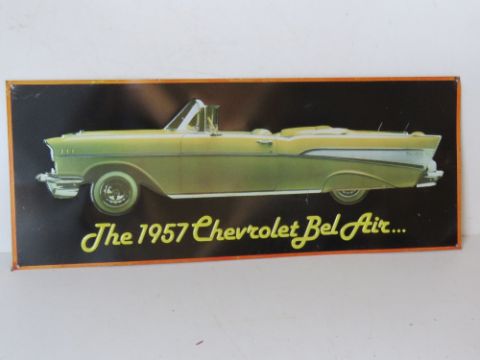 The 1957 Chevrolet Bel Air...